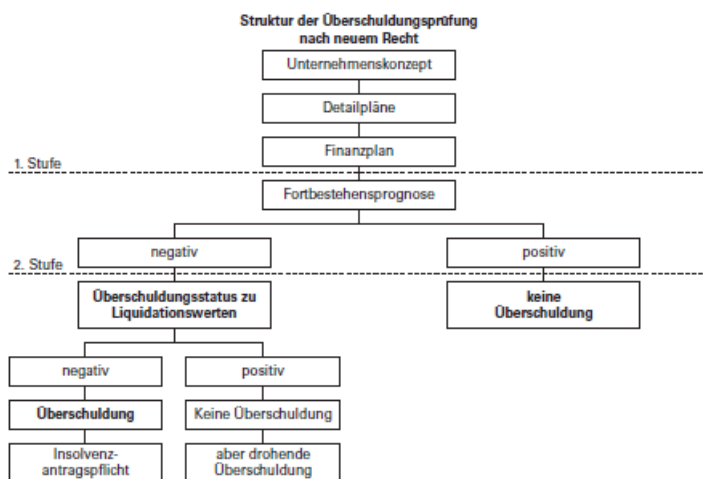 Struktur der Überschuldungsprüfung
nach neuem Recht
Unternehmenskonzept
Detailpläne
Finanzplan
1. Stufe
Fortbestehensprognose
negativ
positiv
2. Stufe
Überschuldungsstatus zu
Liquidationswerten
keine
Überschuldung
negativ
positiv
Überschuldung
Keine Überschuldung
Insolvenz-
antragspflicht
aber drohende
Überschuldung